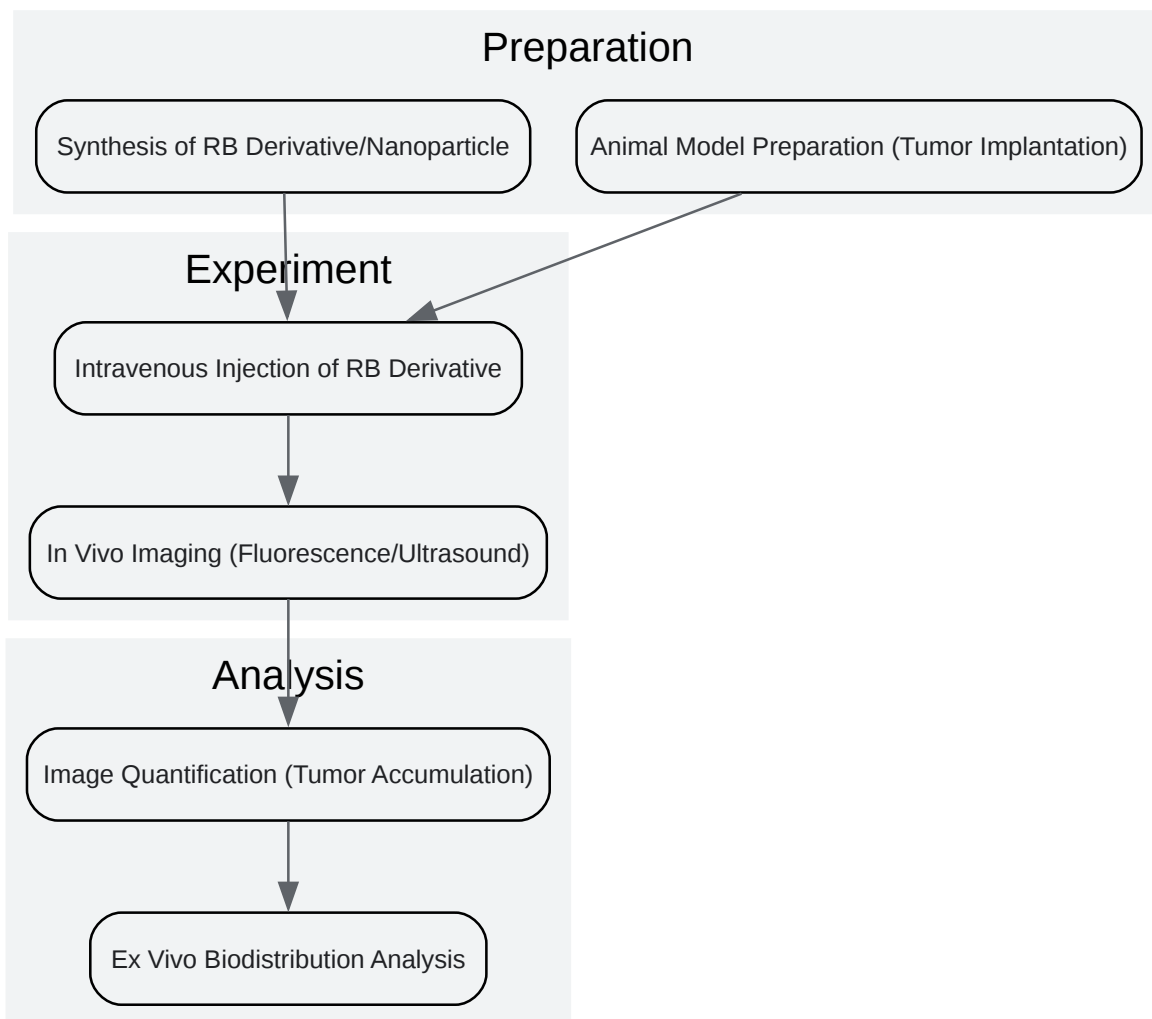 Preparation
Synthesis of RB Derivative/Nanoparticle
Animal Model Preparation (Tumor Implantation)
Experiment
Intravenous Injection of RB Derivative
In Vivo Imaging (Fluorescence/Ultrasound)
Analysis
Image Quantification (Tumor Accumulation)
Ex Vivo Biodistribution Analysis